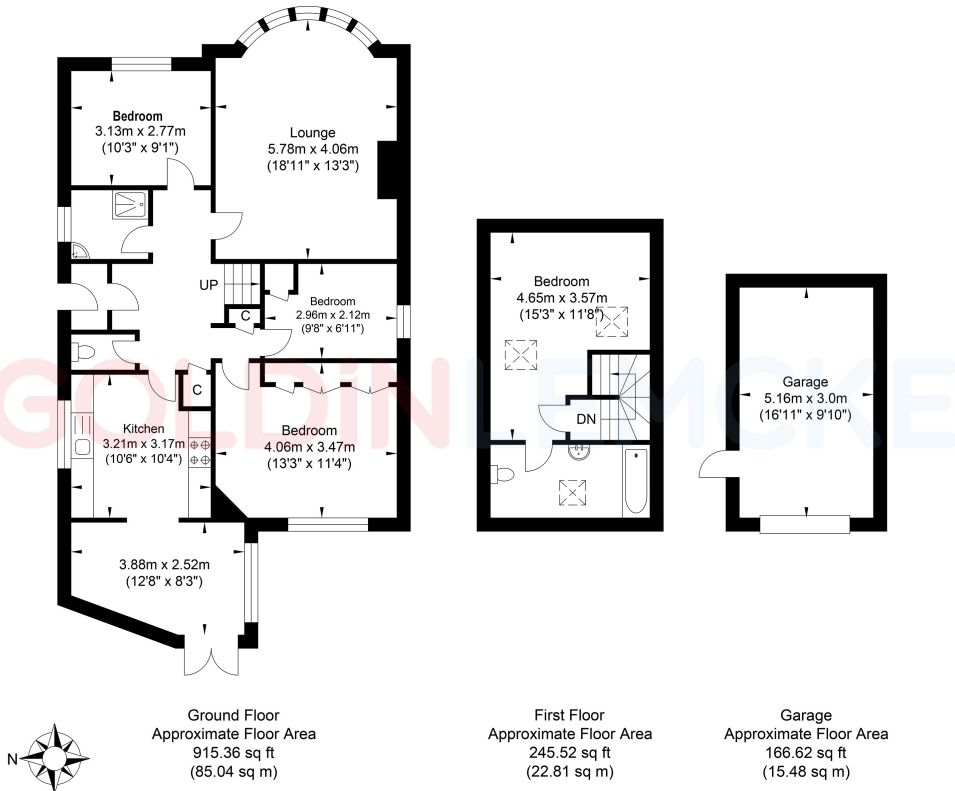 Bedroom
3.13m x 2.77m
(10'3" x 9'1")
Lounge
5.78m x 4.06m
(18'11" x 13'3")
UP
C
Bedroom
2.96m x 2.12m
(9'8" x 6'11")
C
Kitchen
3.21m x 3.17m
(10'6" x 10'4")
Bedroom
4.06m x 3.47m
(13'3" x 11'4")
3.88m x 2.52m
(12'8" x 8'3")
Bedroom
4.65m x 3.57m
(15'3" x 11'8")
DN
Garage
5.16m x 3.0m
(16'11" x 9'10")
GOLDiN LEMCKE
N
Ground Floor
Approximate Floor Area
915.36 sq ft
(85.04 sq m)
First Floor
Approximate Floor Area
245.52 sq ft
(22.81 sq m)
Garage
Approximate Floor Area
166.62 sq ft
(15.48 sq m)